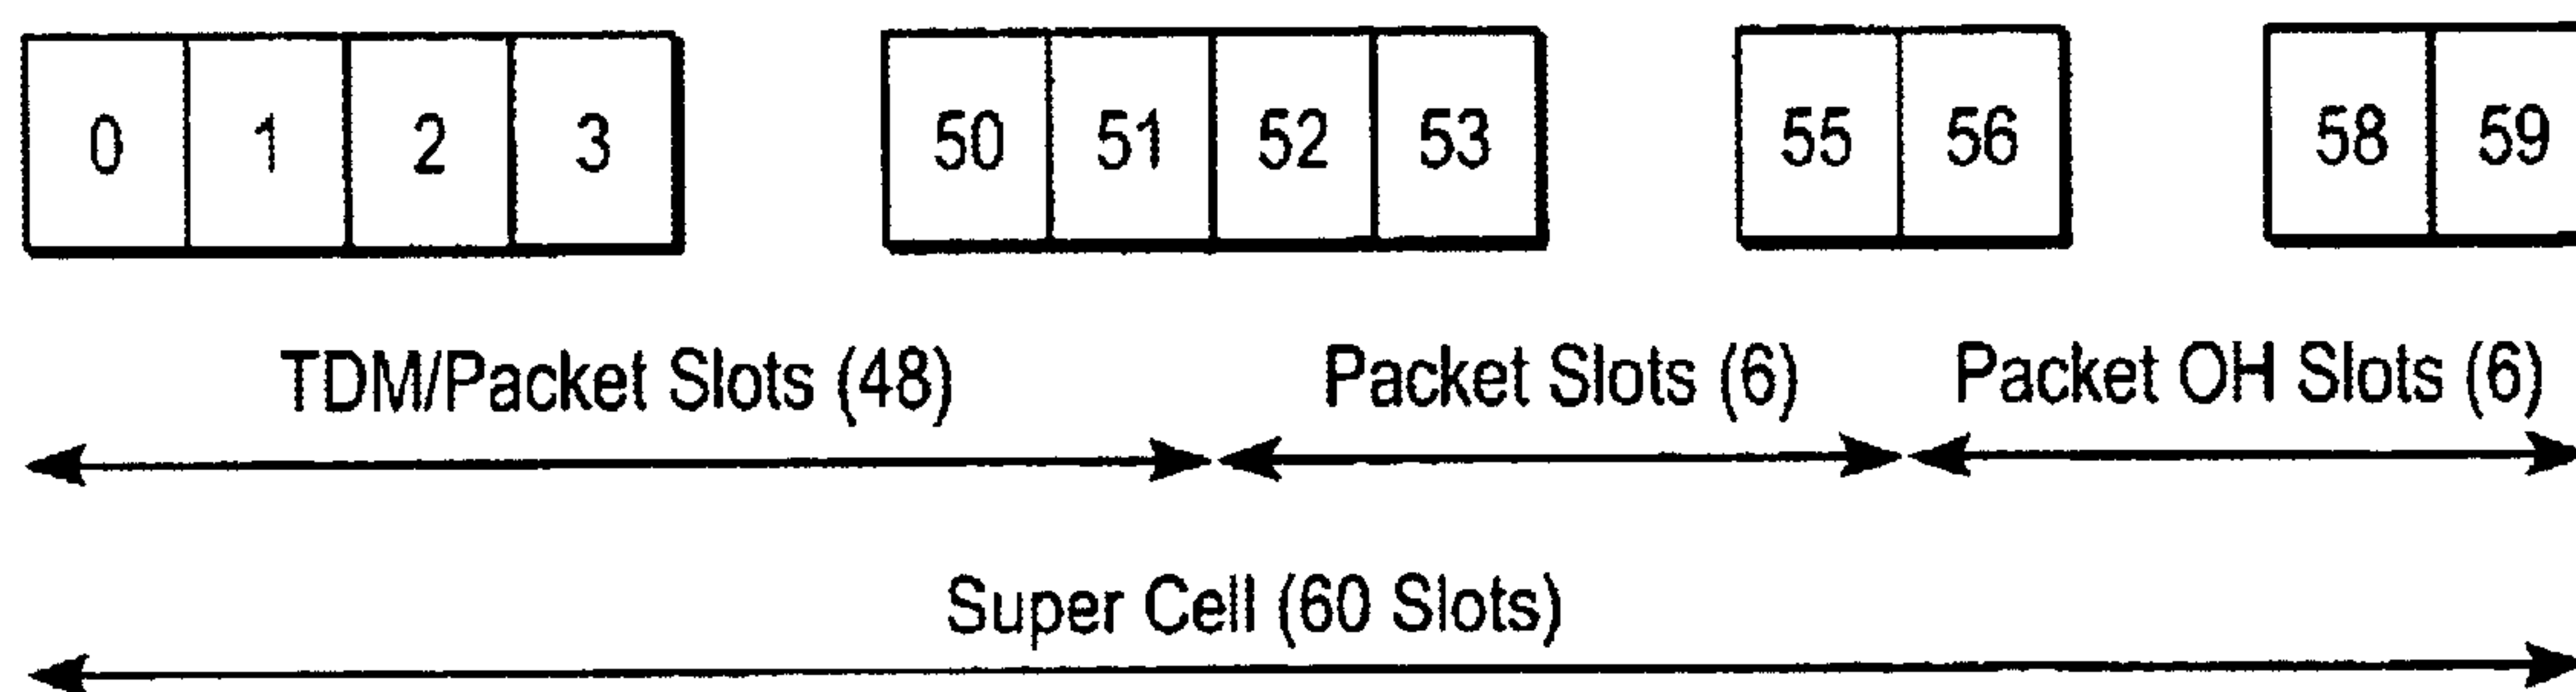 0 1 2 3 50 51 52 53 55 56 58 59
TDM/Packet Slots (48) Packet Slots (6) Packet OH Slots (6)
Super Cell (60 Slots)